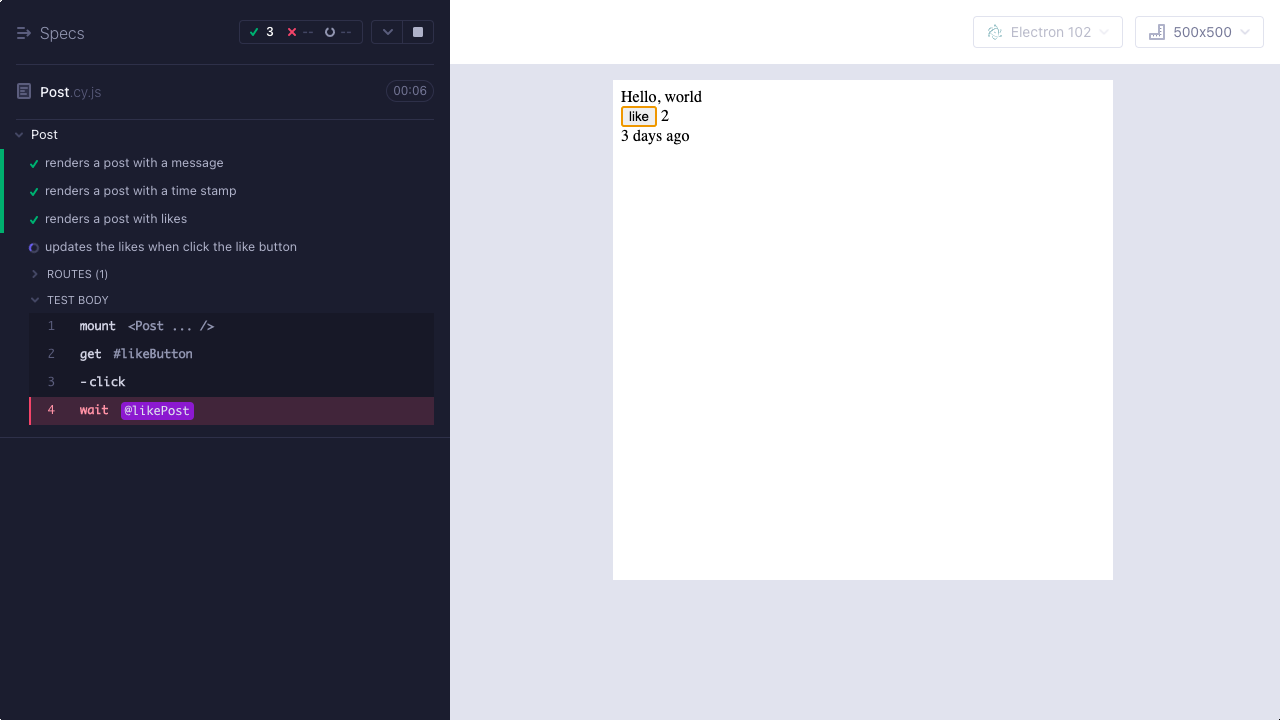 Specs
3 -- --
Electron 102
500x500
Post.cy.js
00:06
Post
renders a post with a message
renders a post with a time stamp
renders a post with likes
updates the likes when click the like button
ROUTES (1)
TEST BODY
1 mount <Post ... />
2 get #likeButton
3 -click
4 wait @likePost
Hello, world
like 2
3 days ago